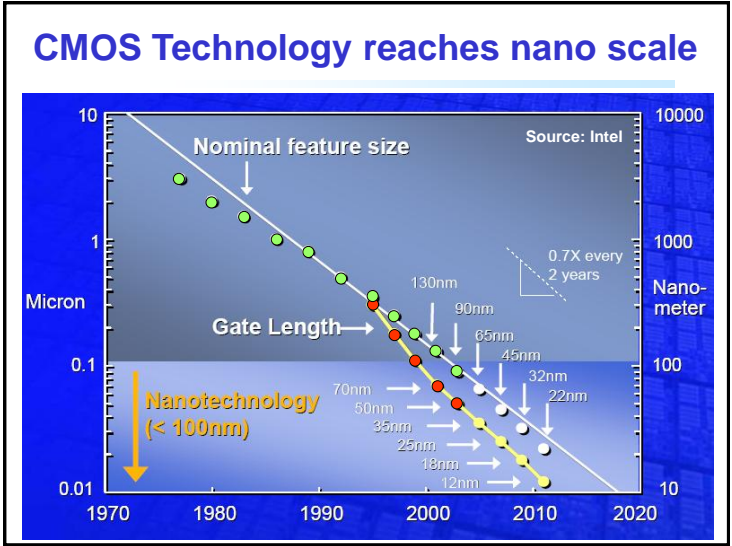 CMOS Technology reaches nano scale
10
10000
Source: Intel
Nominal feature size
1
1000
0.7X every
2 years
130nm
90nm
Micron
Nano-
meter
Gate Length
65nm
45nm
0.1
100
32nm
22nm
70nm
Nanotechnology
(< 100nm)
50nm
35nm
25nm
18nm
12nm
0.01
10
1970
1980
1990
2000
2010
2020